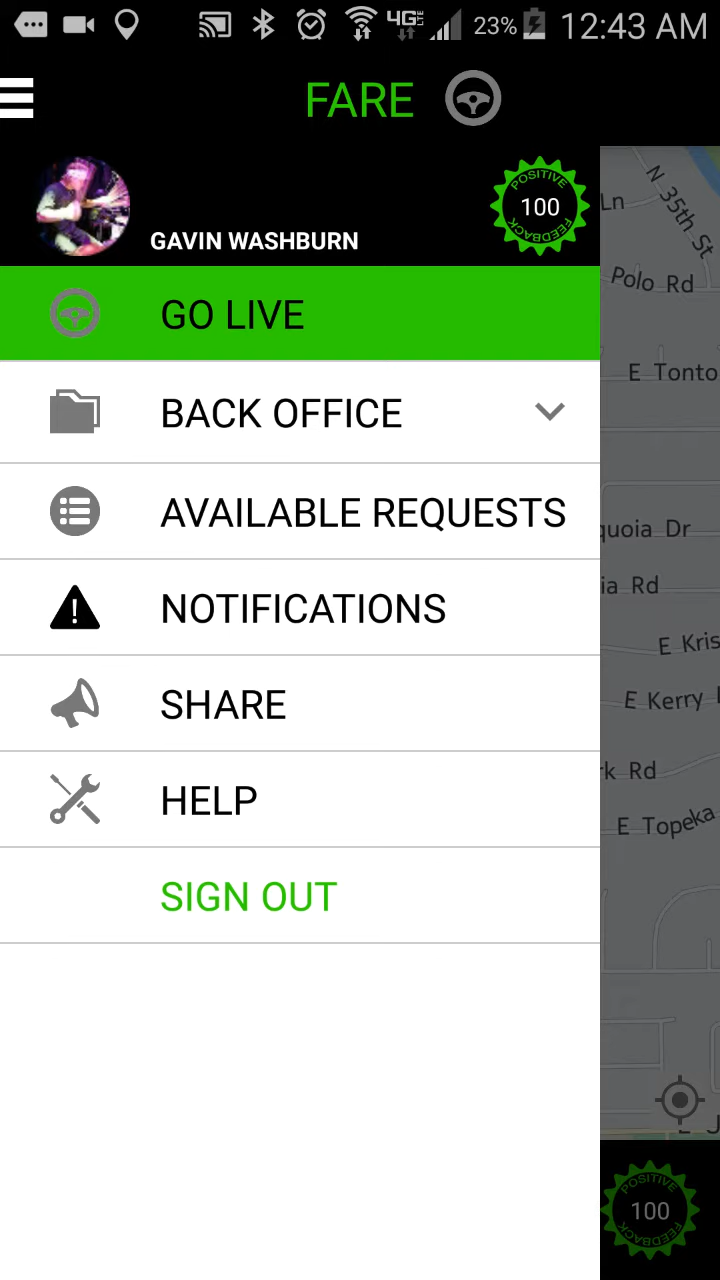 4G LTE 23% 12:43 AM
FARE
POSITIVE
100
FEEDBACK
GAVIN WASHBURN
GO LIVE
BACK OFFICE
AVAILABLE REQUESTS
NOTIFICATIONS
SHARE
HELP
SIGN OUT
Ln
N 35th St
Polo Rd
E Tonto
quoia Dr
ia Rd
E Kris
E Kerry
rk Rd
E Topeka
E J
POSITIVE
100
FEEDBACK